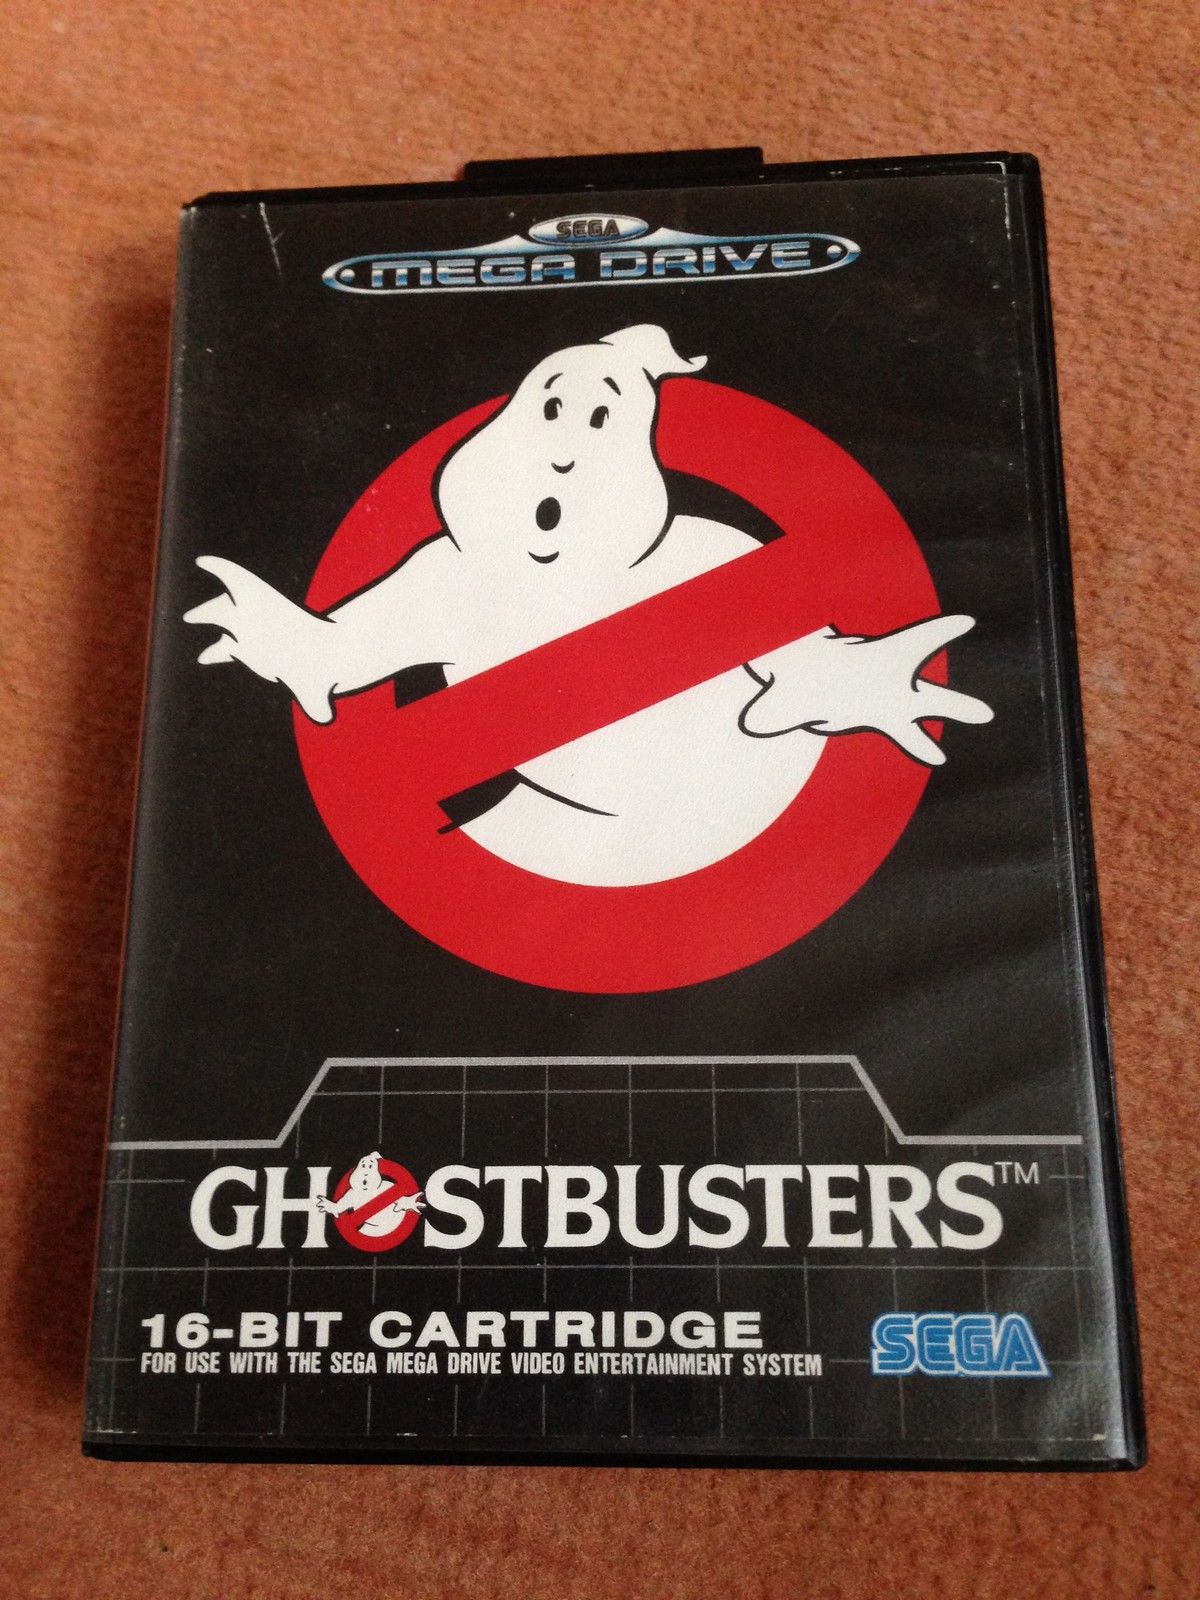 SEGA
MEGA DRIVE
GHOSTBUSTERS™
16-BIT CARTRIDGE
FOR USE WITH THE SEGA MEGA DRIVE VIDEO ENTERTAINMENT SYSTEM
SEGA